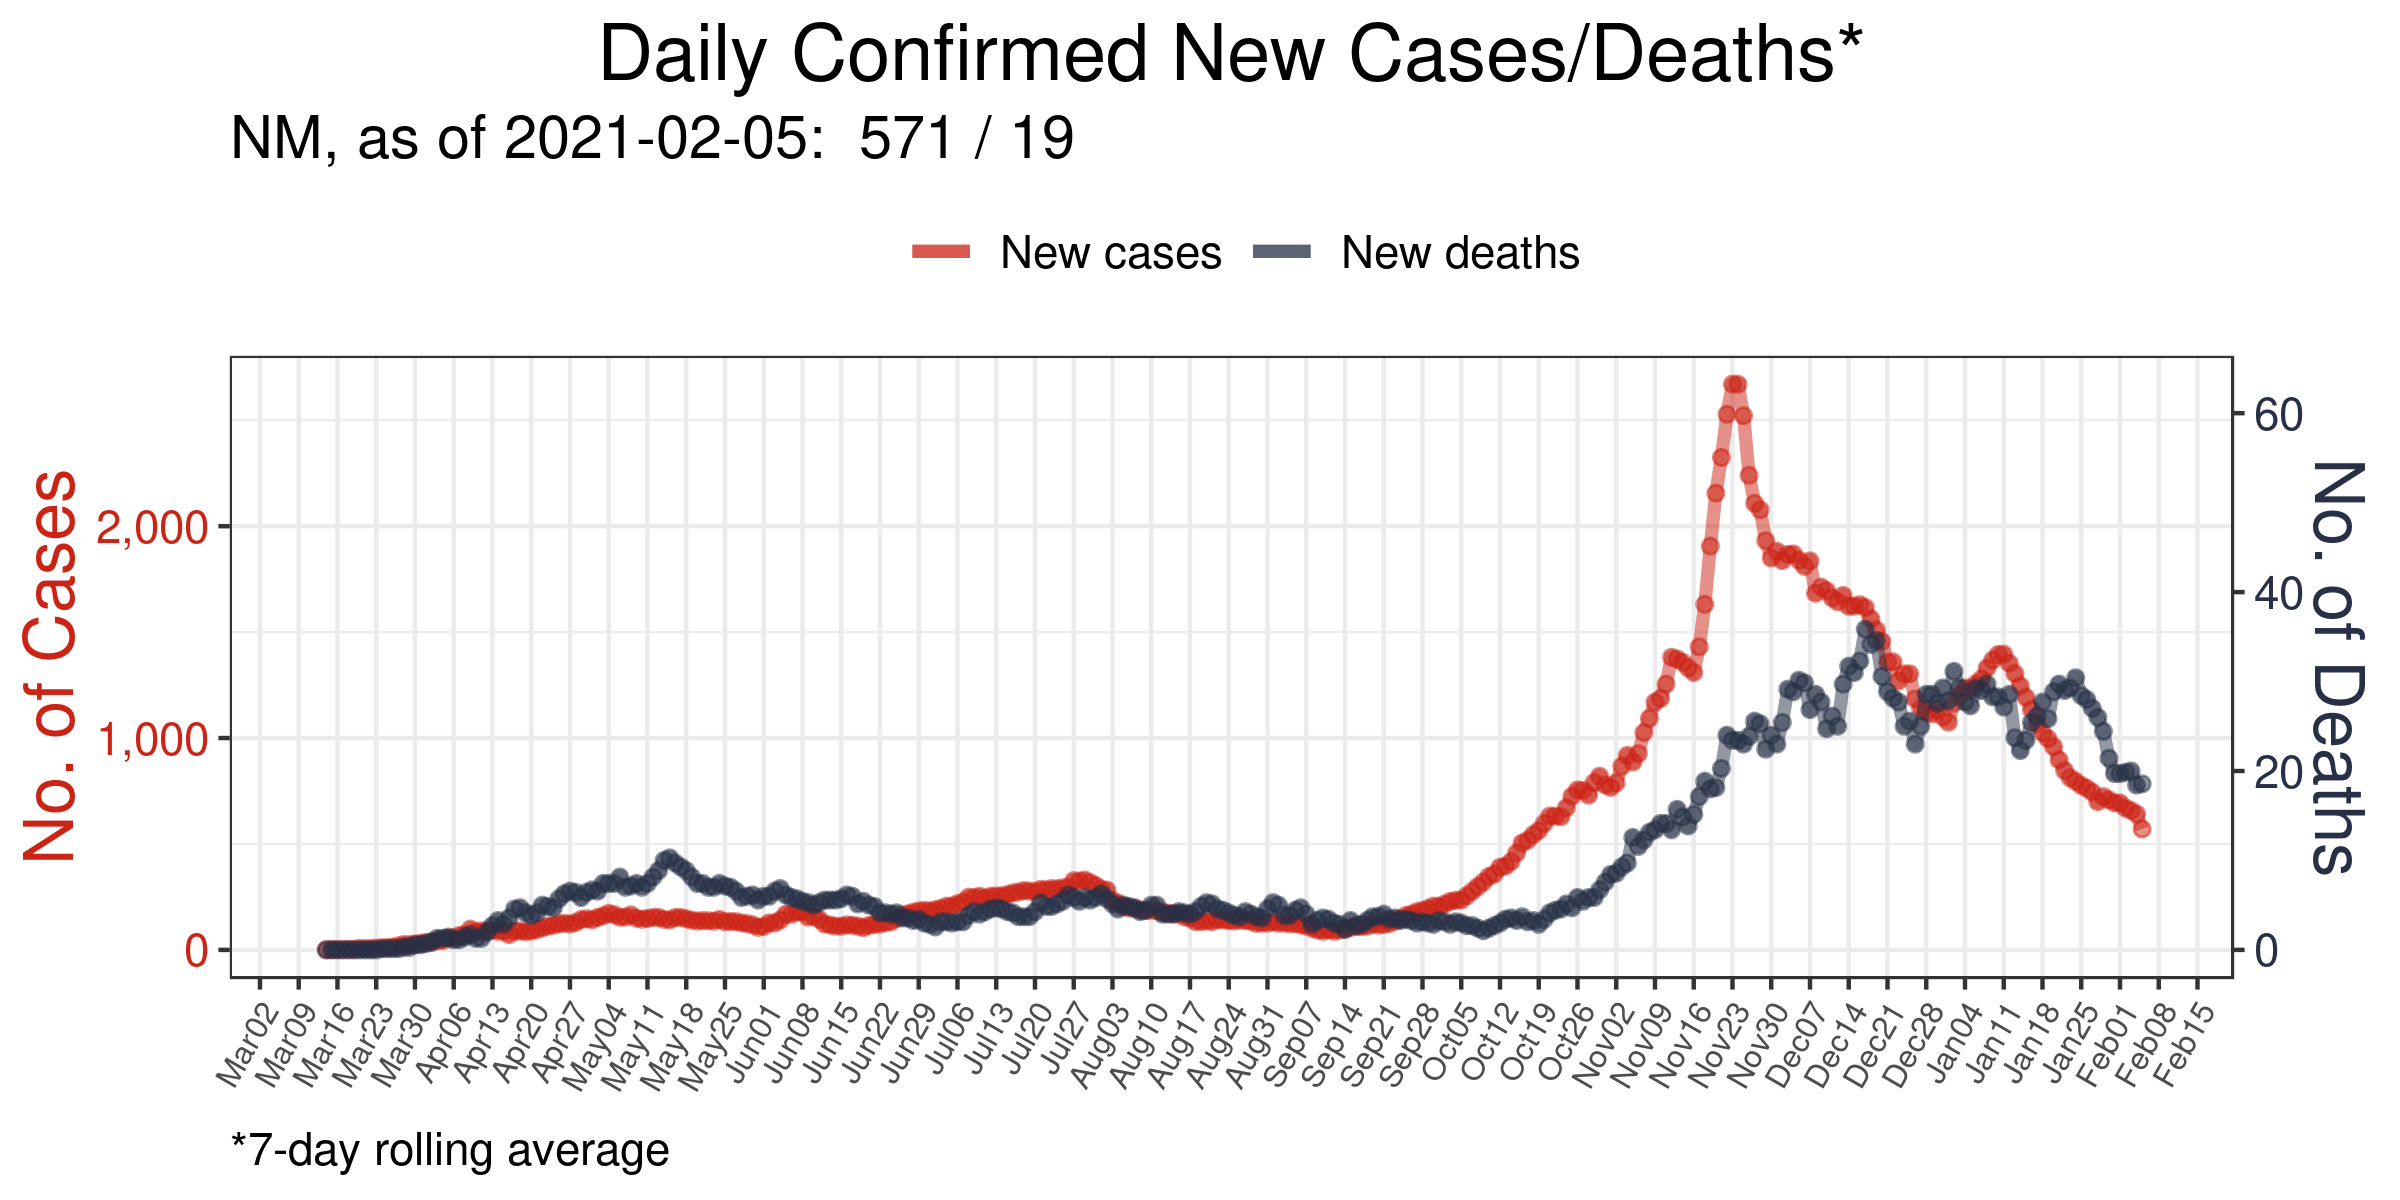 Daily Confirmed New Cases/Deaths*
NM, as of 2021-02-05:  571 / 19
New cases New deaths
No. of Cases
2,000
1,000
0
60
40
20
0
No. of Deaths
Mar02 Mar09 Mar16 Mar23 Mar30 Apr06 Apr13 Apr20 Apr27 May04 May11 May18 May25 Jun01 Jun08 Jun15 Jun22 Jun29 Jul06 Jul13 Jul20 Jul27 Aug03 Aug10 Aug17 Aug24 Aug31 Sep07 Sep14 Sep21 Sep28 Oct05 Oct12 Oct19 Oct26 Nov02 Nov09 Nov16 Nov23 Nov30 Dec07 Dec14 Dec21 Dec28 Jan04 Jan11 Jan18 Jan25 Feb01 Feb08 Feb15
*7-day rolling average